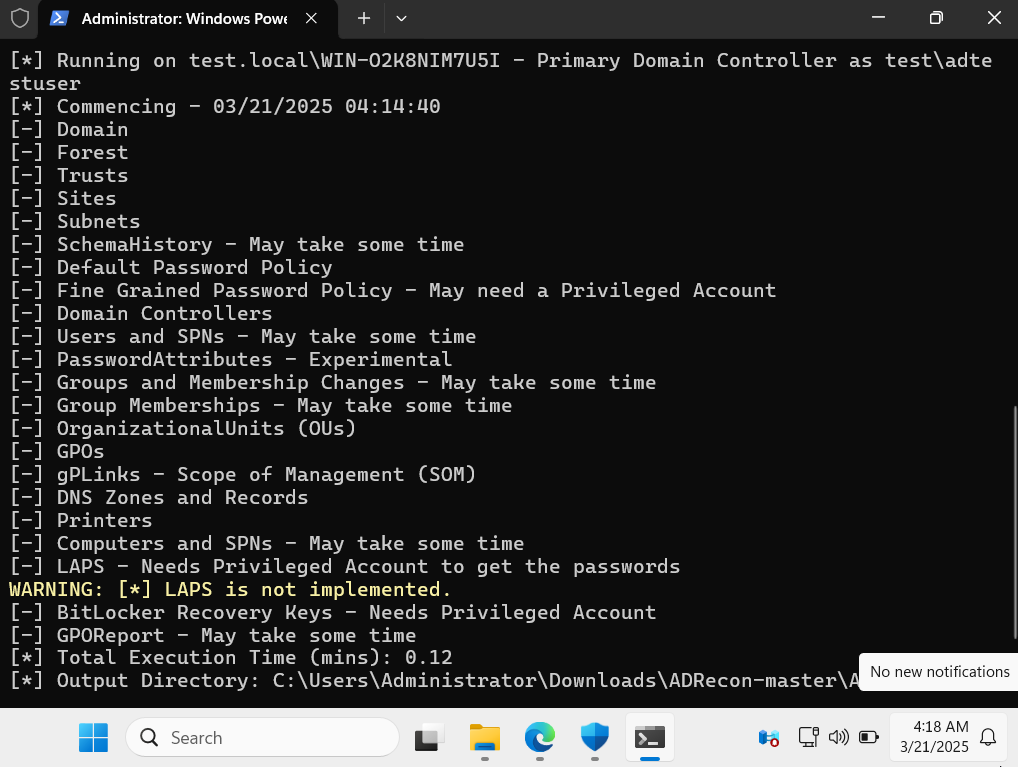 Administrator: Windows Powe
[*] Running on test.local\WIN-O2K8NIM7U5I - Primary Domain Controller as test\adte
stuser
[*] Commencing - 03/21/2025 04:14:40
[-] Domain
[-] Forest
[-] Trusts
[-] Sites
[-] Subnets
[-] SchemaHistory - May take some time
[-] Default Password Policy
[-] Fine Grained Password Policy - May need a Privileged Account
[-] Domain Controllers
[-] Users and SPNs - May take some time
[-] PasswordAttributes - Experimental
[-] Groups and Membership Changes - May take some time
[-] Group Memberships - May take some time
[-] OrganizationalUnits (OUs)
[-] GPOs
[-] gPLinks - Scope of Management (SOM)
[-] DNS Zones and Records
[-] Printers
[-] Computers and SPNs - May take some time
[-] LAPS - Needs Privileged Account to get the passwords
WARNING: [*] LAPS is not implemented.
[-] BitLocker Recovery Keys - Needs Privileged Account
[-] GPOReport - May take some time
[*] Total Execution Time (mins): 0.12
[*] Output Directory: C:\Users\Administrator\Downloads\ADRecon-master\A
No new notifications
Search
4:18 AM
3/21/2025